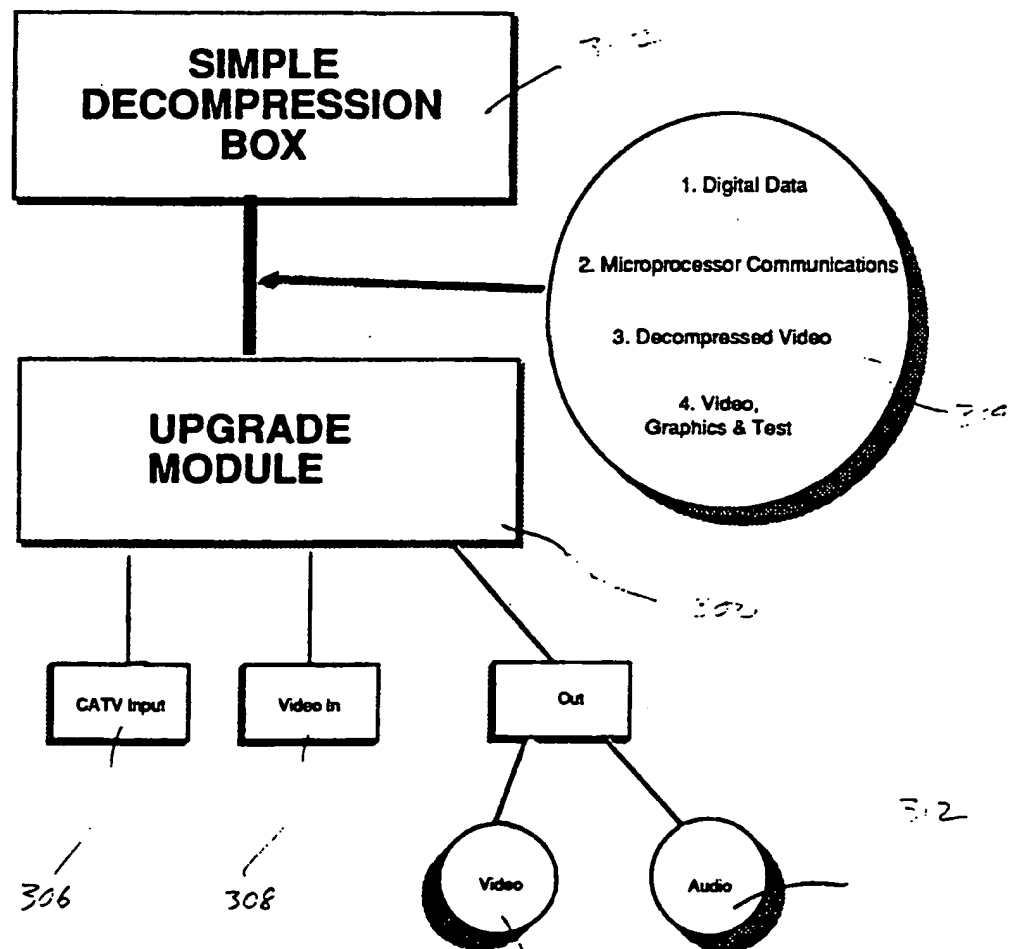 SIMPLE
DECOMPRESSION
BOX
1. Digital Data
2. Microprocessor Communications
3. Decompressed Video
4. Video,
Graphics & Test
UPGRADE
MODULE
CATV Input
Video In
Out
312
Video
Audio
306
308